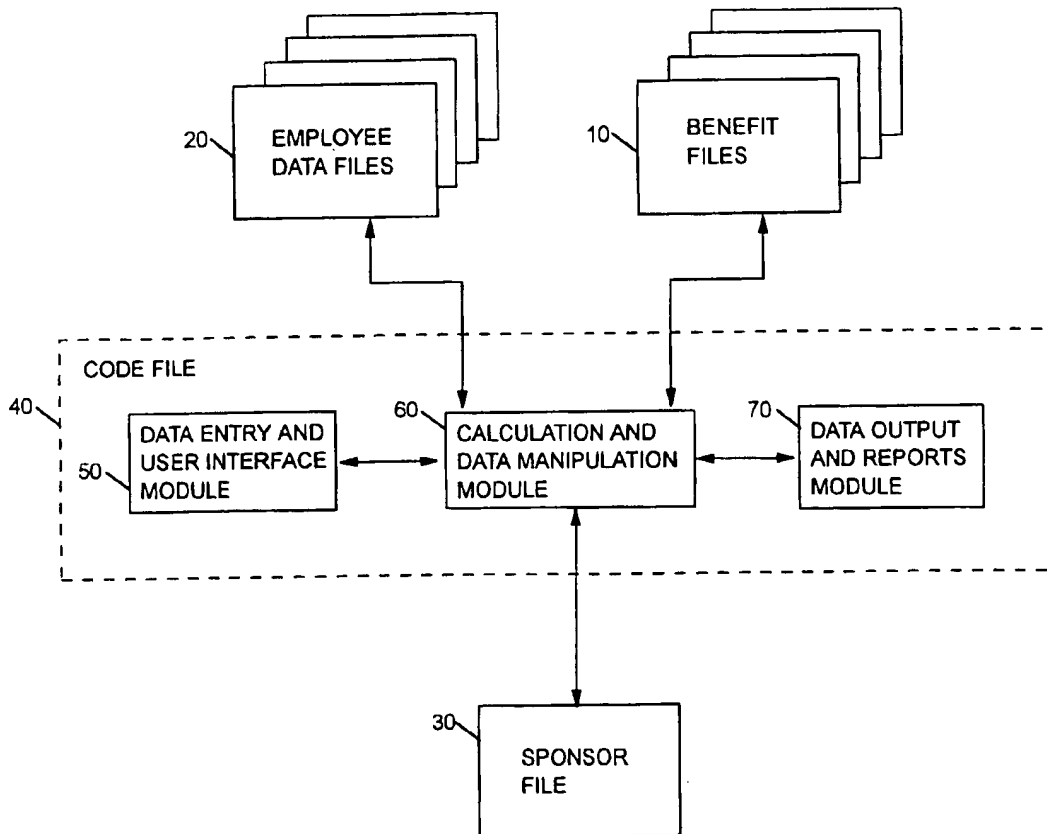 20
EMPLOYEE
DATA FILES
10
BENEFIT
FILES
CODE FILE
40
50
DATA ENTRY AND
USER INTERFACE
MODULE
60
CALCULATION AND
DATA MANIPULATION
MODULE
70
DATA OUTPUT
AND REPORTS
MODULE
30
SPONSOR
FILE